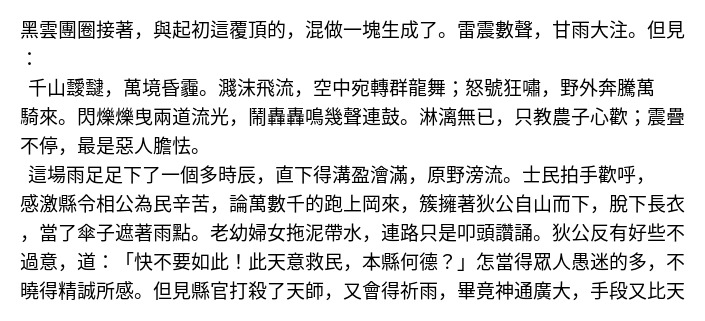 黑雲團圈接著，與起初這覆頂的，混做一塊生成了。雷震數聲，甘雨大注。但見
：
千山靉靆，萬境昏霾。濺沫飛流，空中宛轉群龍舞；怒號狂嘯，野外奔騰萬
騎來。閃爍爍曳兩道流光，鬧轟轟鳴幾聲連鼓。淋漓無已，只教農子心歡；震疊
不停，最是惡人膽怯。
這場雨足足下了一個多時辰，直下得溝盈澮滿，原野滂流。士民拍手歡呼，
感激縣令相公為民辛苦，論萬數千的跑上岡來，簇擁著狄公自山而下，脫下長衣
，當了傘子遮著雨點。老幼婦女拖泥帶水，連路只是叩頭讚誦。狄公反有好些不
過意，道：「快不要如此！此天意救民，本縣何德？」怎當得眾人愚迷的多，不
曉得精誠所感。但見縣官打殺了天師，又會得祈雨，畢竟神通廣大，手段又比天